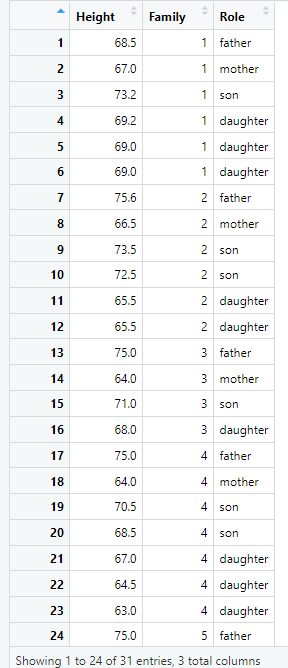 Height Family Role
1 68.5 1 father
2 67.0 1 mother
3 73.2 1 son
4 69.2 1 daughter
5 69.0 1 daughter
6 69.0 1 daughter
7 75.6 2 father
8 66.5 2 mother
9 73.5 2 son
10 72.5 2 son
11 65.5 2 daughter
12 65.5 2 daughter
13 75.0 3 father
14 64.0 3 mother
15 71.0 3 son
16 68.0 3 daughter
17 75.0 4 father
18 64.0 4 mother
19 70.5 4 son
20 68.5 4 son
21 67.0 4 daughter
22 64.5 4 daughter
23 63.0 4 daughter
24 75.0 5 father
Showing 1 to 24 of 31 entries, 3 total columns